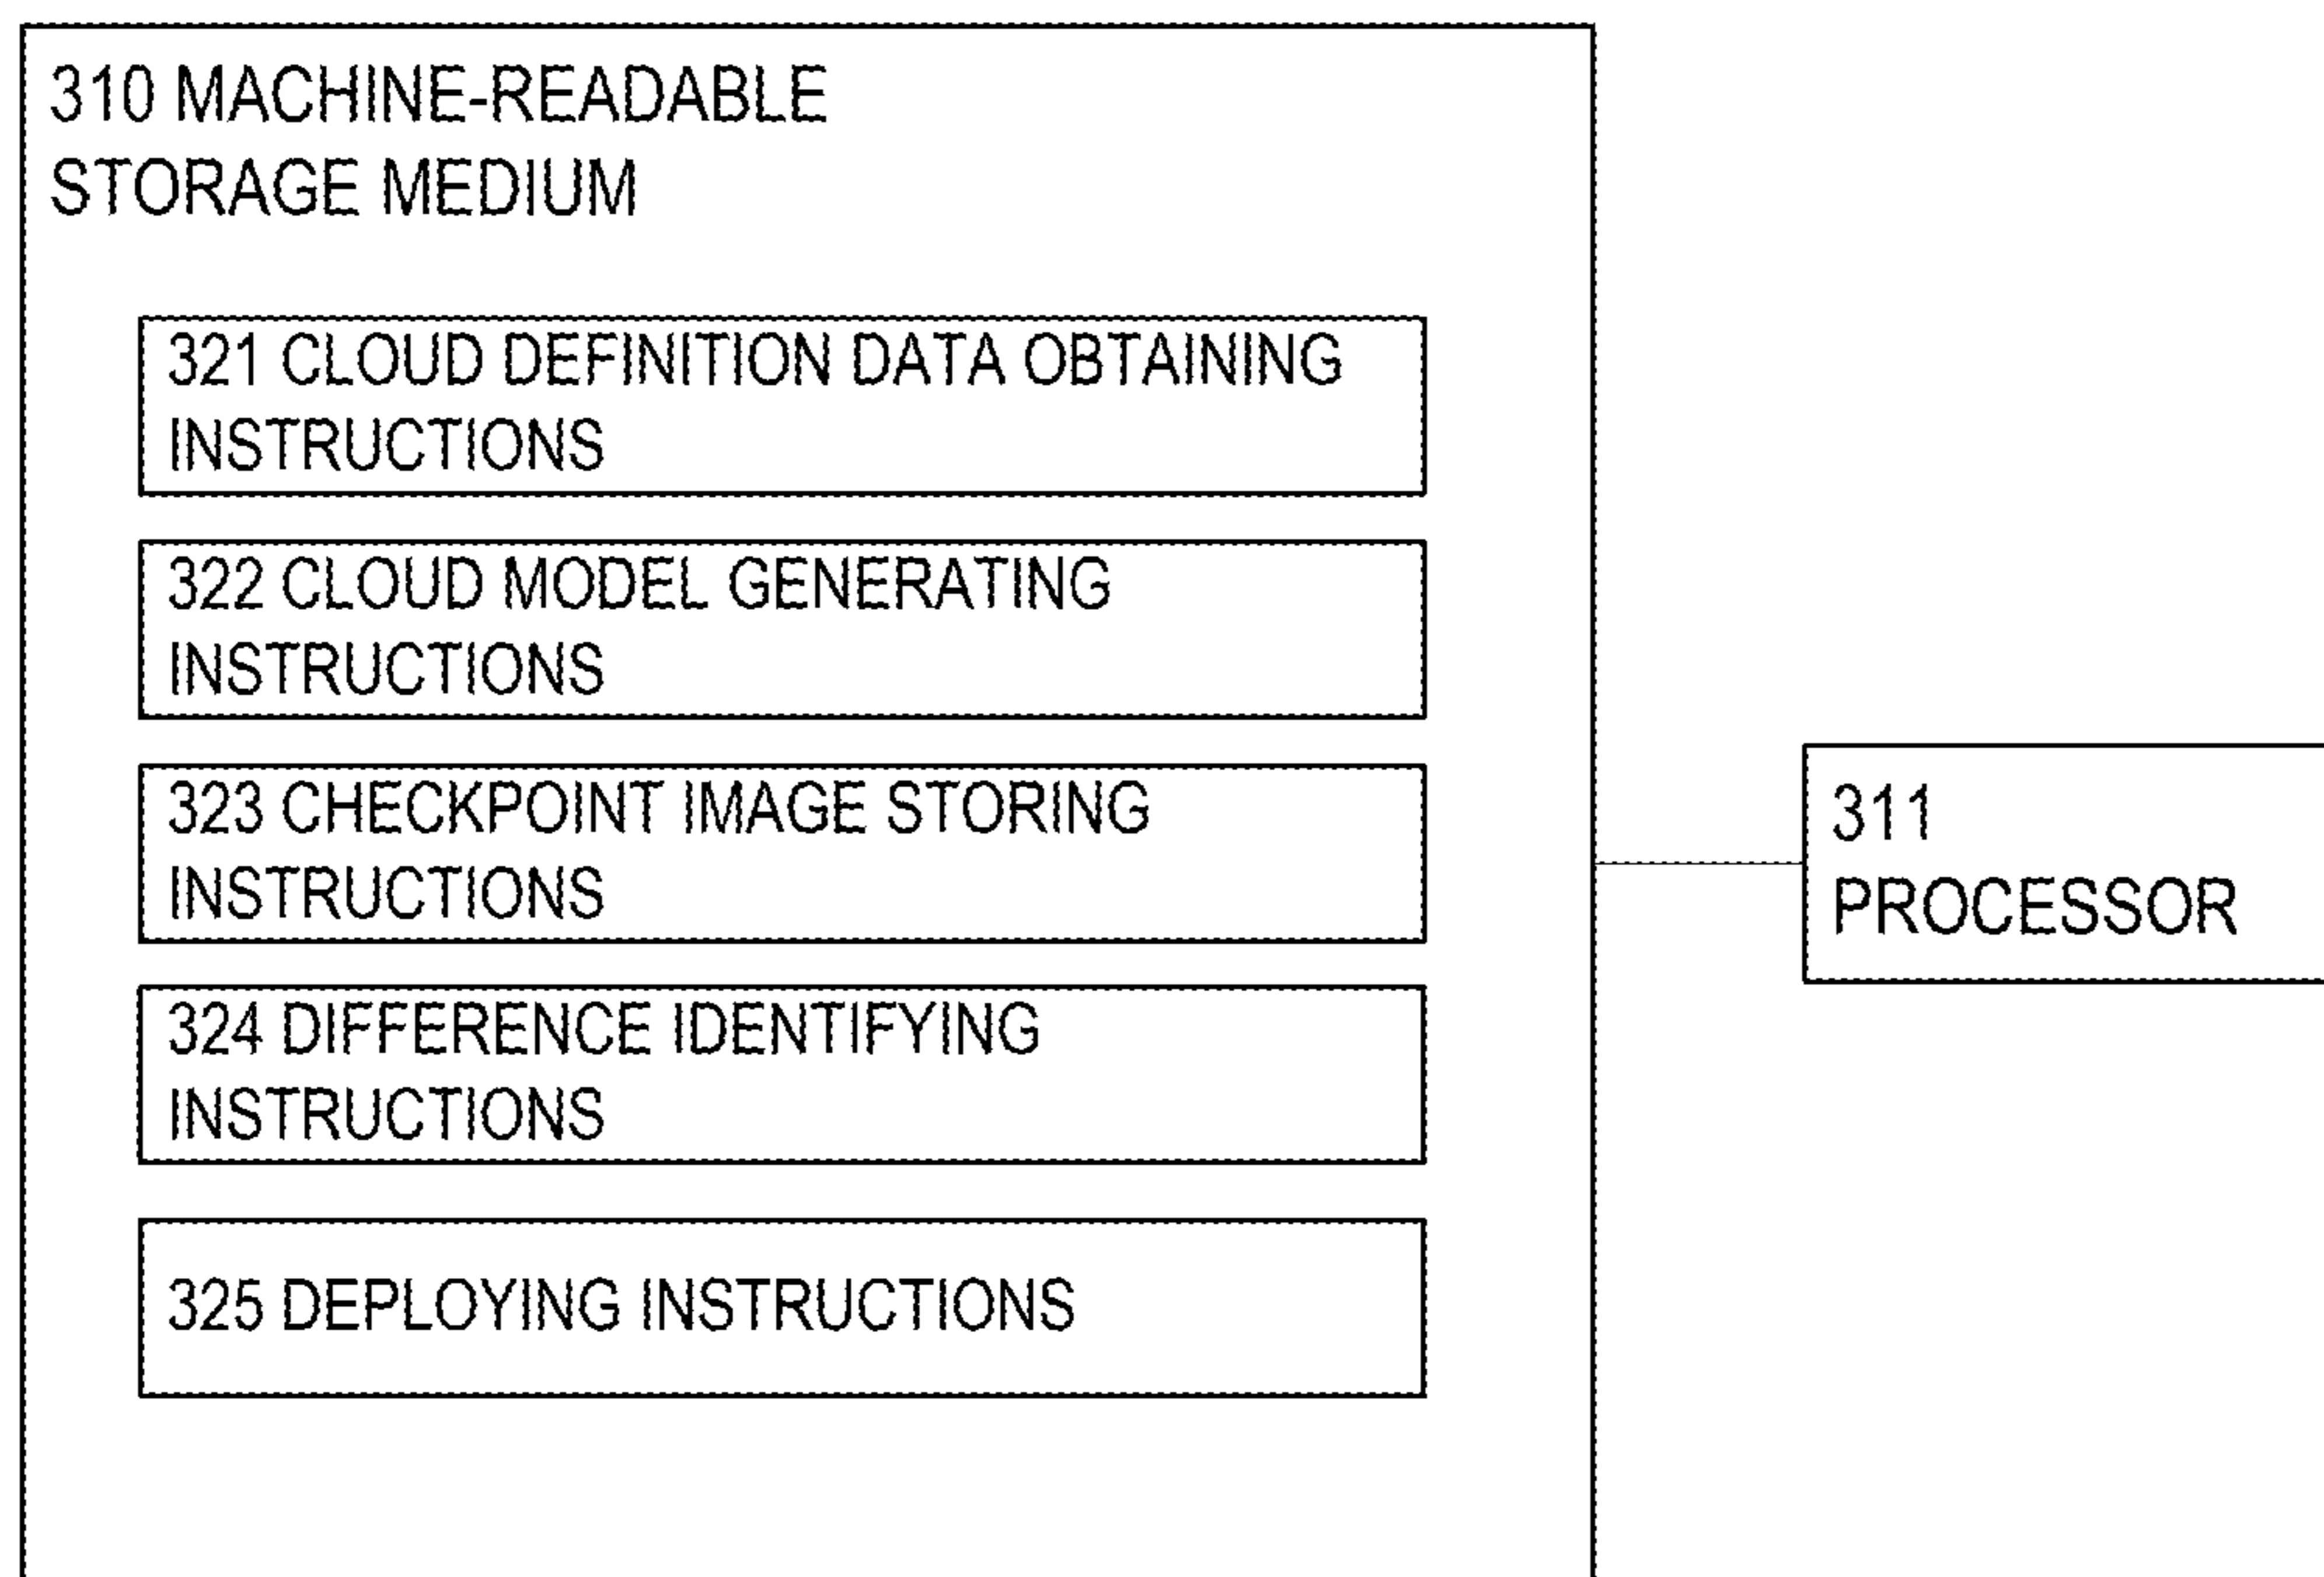 310 MACHINE-READABLE
STORAGE MEDIUM
321 CLOUD DEFINITION DATA OBTAINING
INSTRUCTIONS
322 CLOUD MODEL GENERATING
INSTRUCTIONS
323 CHECKPOINT IMAGE STORING
INSTRUCTIONS
324 DIFFERENCE IDENTIFYING
INSTRUCTIONS
325 DEPLOYING INSTRUCTIONS
311
PROCESSOR